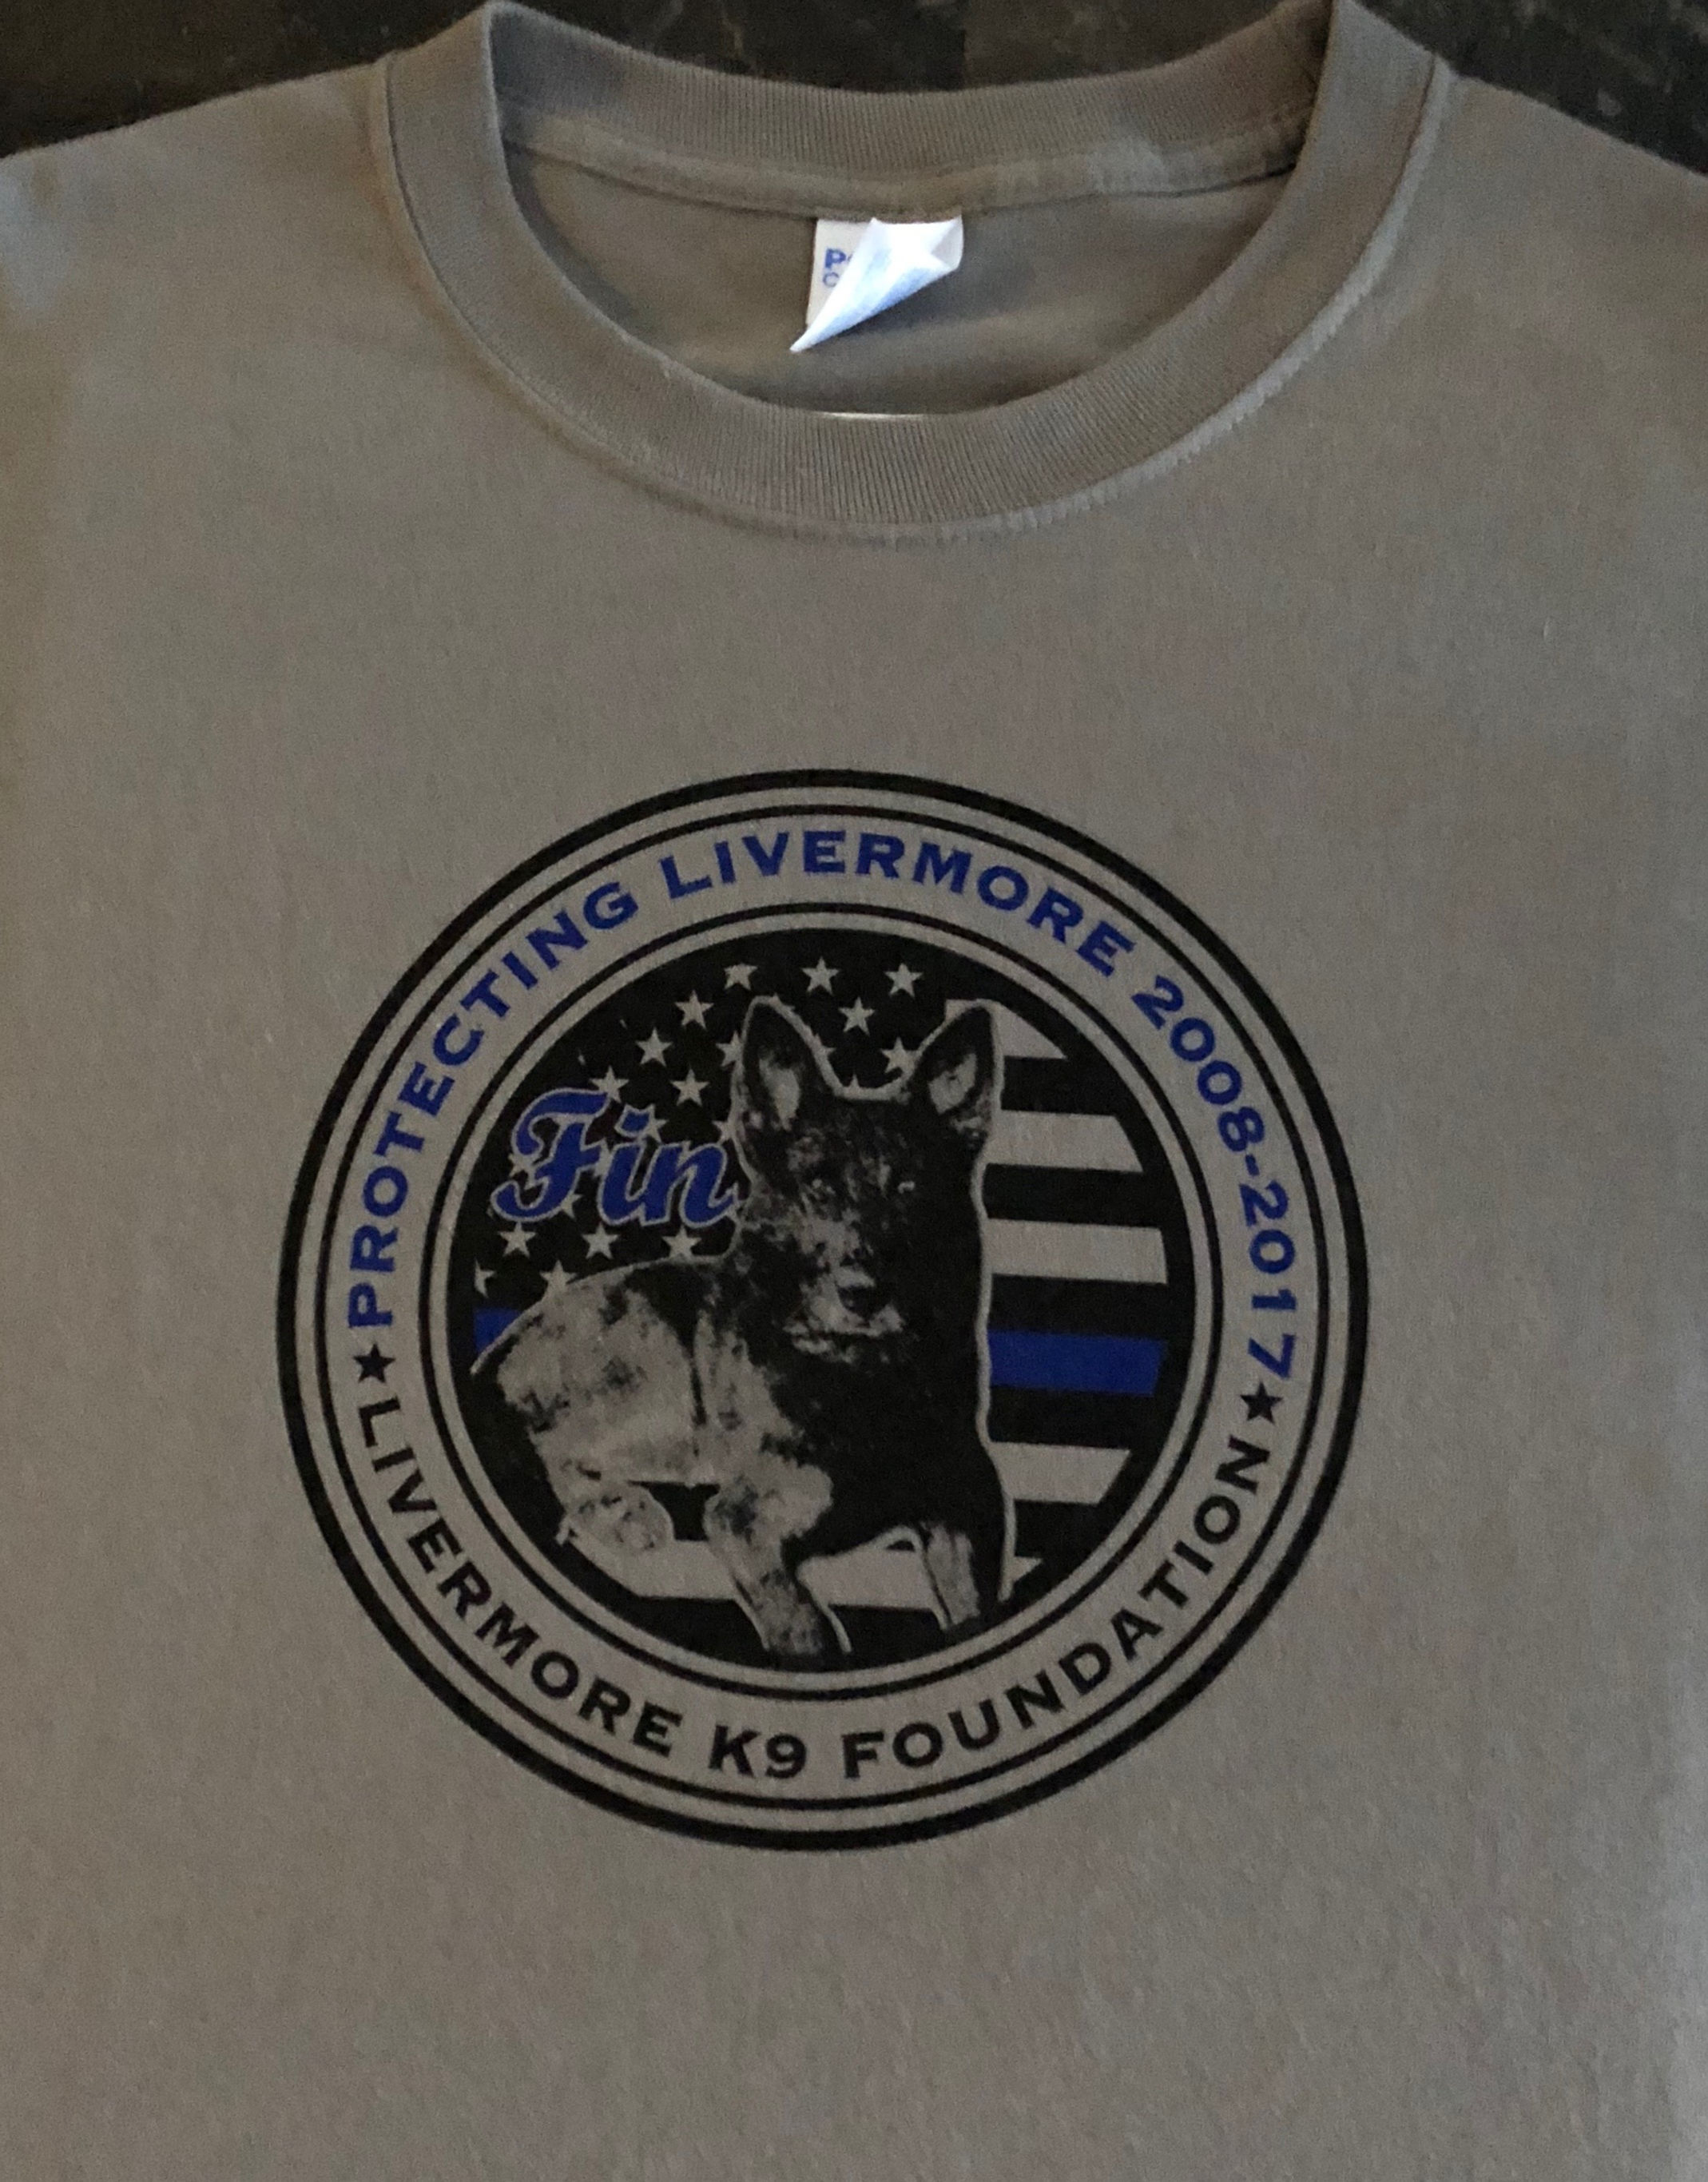 PROTECTING LIVERMORE 2008-2017
Fin
LIVERMORE K9 FOUNDATION